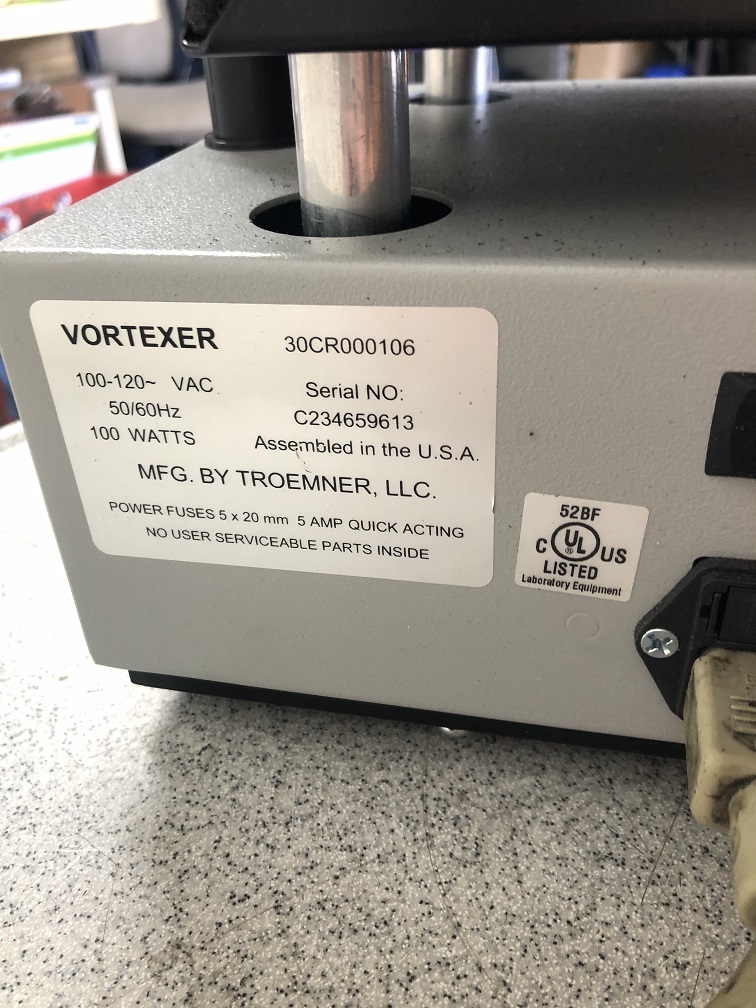 VORTEXER 30CR000106
100-120~ VAC
50/60Hz
100 WATTS
Serial NO:
C234659613
Assembled in the U.S.A.
MFG. BY TROEMNER, LLC.
POWER FUSES 5 x 20 mm 5 AMP QUICK ACTING
NO USER SERVICEABLE PARTS INSIDE
52BF
C UL US
LISTED
Laboratory Equipment